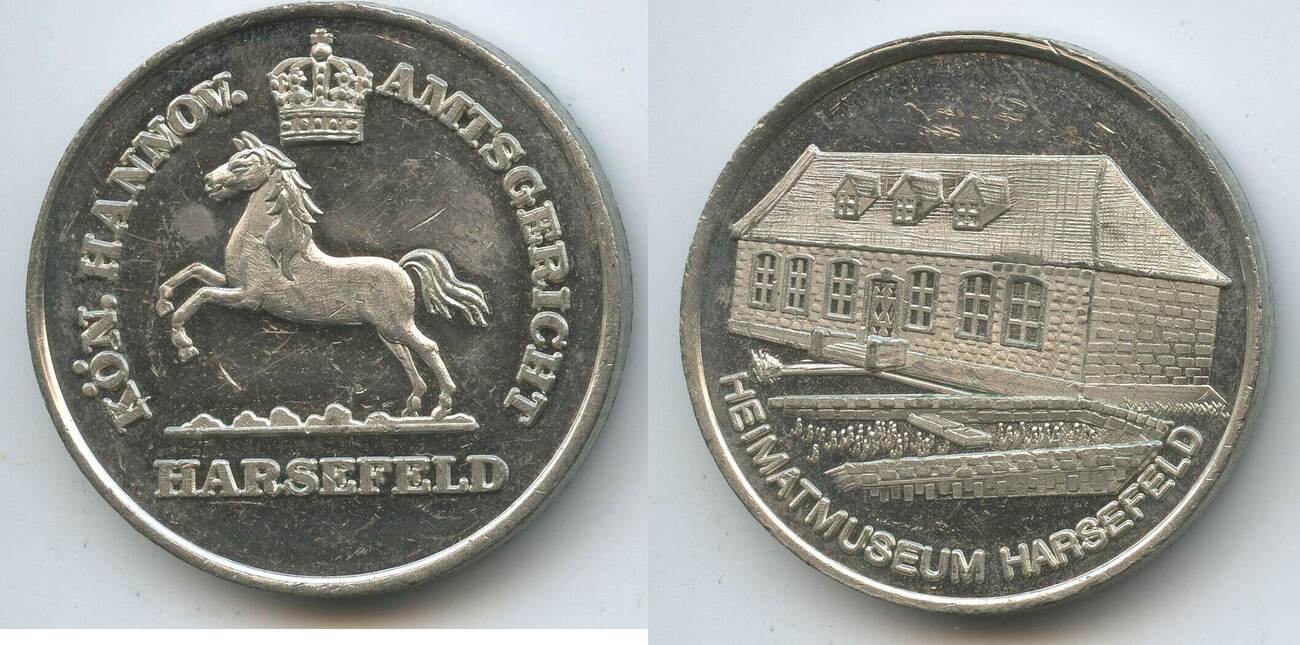 KÖN. HANNOV. AMTSGERICHT
HARSEFELD
HEIMATMUSEUM HARSEFELD